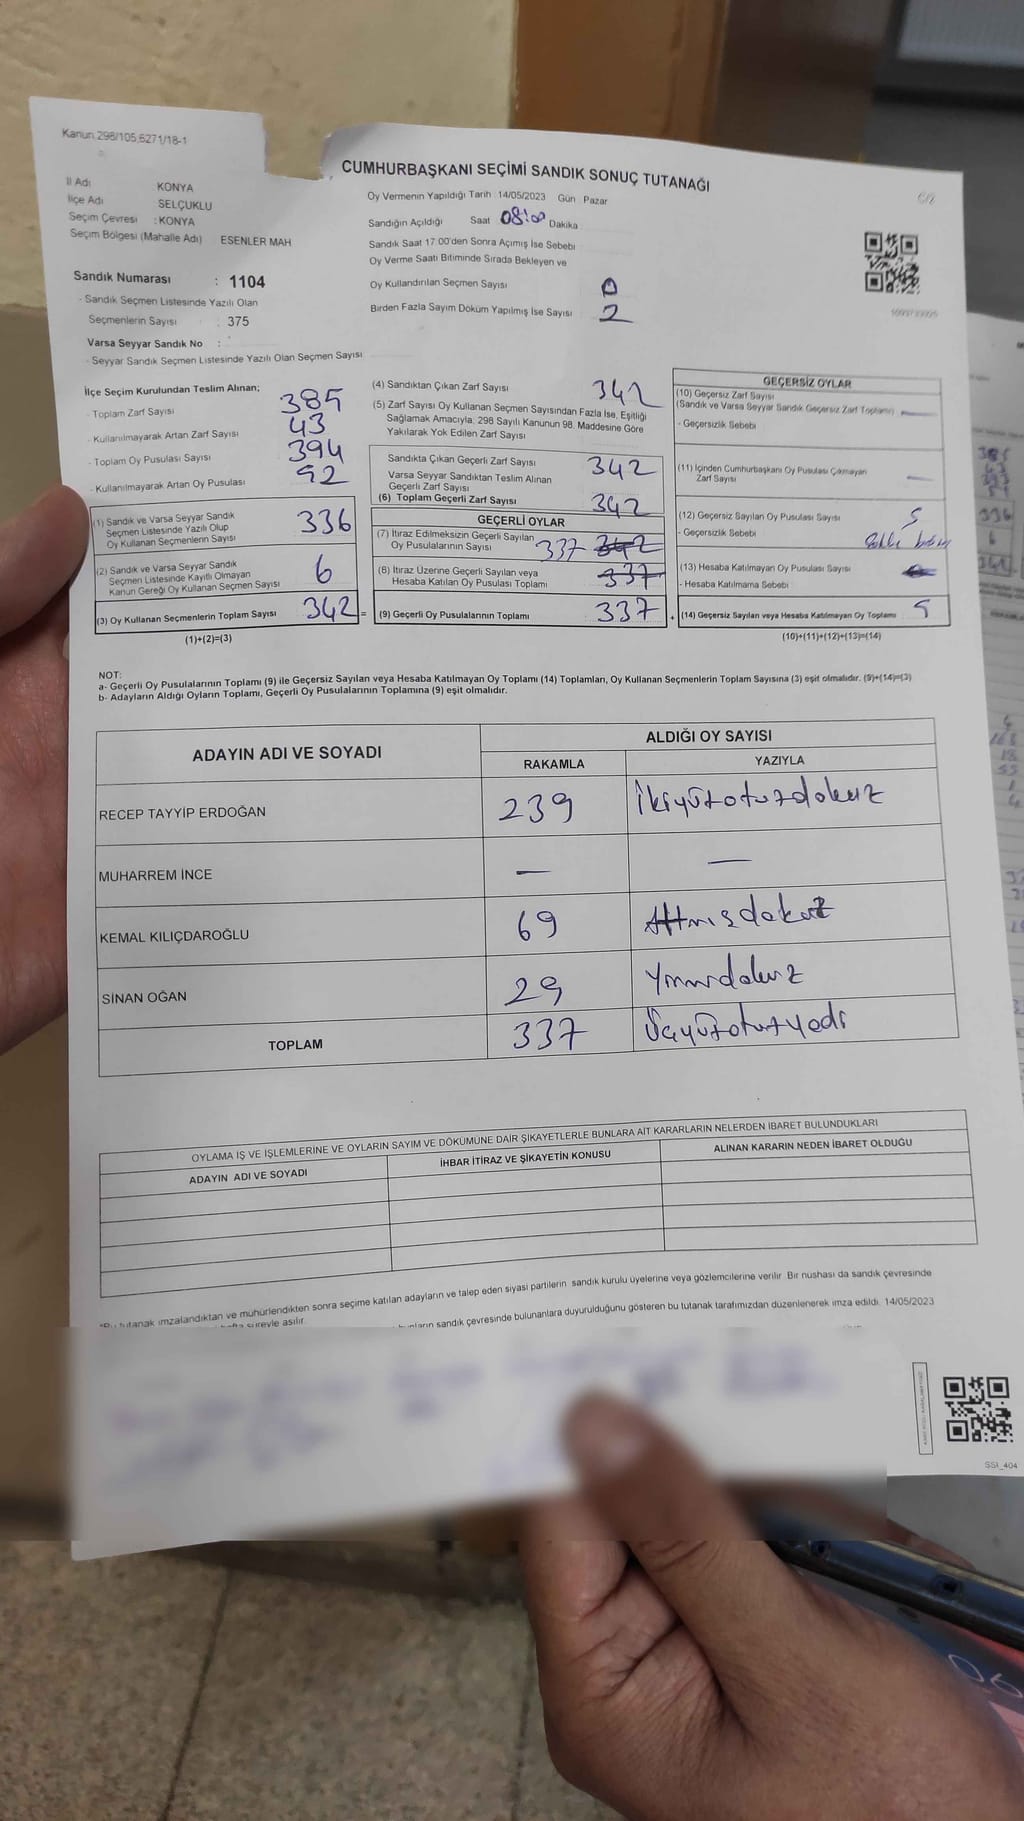 Kanun 298/105,6271/18-1
CUMHURBAŞKANI SEÇİMİ SANDIK SONUÇ TUTANAĞI
İl Adı KONYA
İlçe Adı SELÇUKLU
Seçim Çevresi : KONYA
Seçim Bölgesi (Mahalle Adı) ESENLER MAH
Oy Vermenin Yapıldığı Tarih 14/05/2023 Gün Pazar
Sandığın Açıldığı Saat 08:00 Dakika
Sandık Saat 17:00'den Sonra Açımış İse Sebebi
Oy Verme Saati Bitiminde Sırada Bekleyen ve
Oy Kullandırılan Seçmen Sayısı 0
Birden Fazla Sayım Döküm Yapılmış İse Sayısı 2
Sandık Numarası : 1104
- Sandık Seçmen Listesinde Yazılı Olan
Seçmenlerin Sayısı : 375
Varsa Seyyar Sandık No :
- Seyyar Sandık Seçmen Listesinde Yazılı Olan Seçmen Sayısı
İlçe Seçim Kurulundan Teslim Alınan;
- Toplam Zarf Sayısı 385
- Kullanılmayarak Artan Zarf Sayısı 43
- Toplam Oy Pusulası Sayısı 394
- Kullanılmayarak Artan Oy Pusulası 92
(1) Sandık ve Varsa Seyyar Sandık
Seçmen Listesinde Yazılı Olup
Oy Kullanan Seçmenlerin Sayısı 336
(2) Sandık ve Varsa Seyyar Sandık
Seçmen Listesinde Kayıtlı Olmayan
Kanun Gereği Oy Kullanan Seçmen Sayısı 6
(3) Oy Kullanan Seçmenlerin Toplam Sayısı 342 =
(1)+(2)=(3)
(4) Sandıktan Çıkan Zarf Sayısı 342
(5) Zarf Sayısı Oy Kullanan Seçmen Sayısından Fazla İse, Eşitliği
Sağlamak Amacıyla, 298 Sayılı Kanunun 98. Maddesine Göre
Yakılarak Yok Edilen Zarf Sayısı
Sandıkta Çıkan Geçerli Zarf Sayısı 342
Varsa Seyyar Sandıktan Teslim Alınan
Geçerli Zarf Sayısı
(6) Toplam Geçerli Zarf Sayısı 342
GEÇERLİ OYLAR
(7) İtiraz Edilmeksizin Geçerli Sayılan
Oy Pusulalarının Sayısı 337 342
(8) İtiraz Üzerine Geçerli Sayılan veya
Hesaba Katılan Oy Pusulası Toplamı 337
(9) Geçerli Oy Pusulalarının Toplamı 337 +
GEÇERSİZ OYLAR
(10) Geçersiz Zarf Sayısı
(Sandık ve Varsa Seyyar Sandık Geçersiz Zarf Toplamı)
- Geçersizlik Sebebi
(11) İçinden Cumhurbaşkanı Oy Pusulası Çıkmayan
Zarf Sayısı —
(12) Geçersiz Sayılan Oy Pusulası Sayısı 5
- Geçersizlik Sebebi
(13) Hesaba Katılmayan Oy Pusulası Sayısı
- Hesaba Katılmama Sebebi
(14) Geçersiz Sayılan veya Hesaba Katılmayan Oy Toplamı 5
(10)+(11)+(12)+(13)=(14)
NOT:
a- Geçerli Oy Pusulalarının Toplamı (9) ile Geçersiz Sayılan veya Hesaba Katılmayan Oy Toplamı (14) Toplamları, Oy Kullanan Seçmenlerin Toplam Sayısına (3) eşit olmalıdır. (9)+(14)=(3)
b- Adayların Aldığı Oyların Toplamı, Geçerli Oy Pusulalarının Toplamına (9) eşit olmalıdır.
ADAYIN ADI VE SOYADI ALDIĞI OY SAYISI
RAKAMLA YAZIYLA
RECEP TAYYİP ERDOĞAN 239 İkiyüzotuzdokuz
MUHARREM İNCE — —
KEMAL KILIÇDAROĞLU 69 Altmışdokuz
SİNAN OĞAN 29 Yirmidokuz
TOPLAM 337 Üçyüzotuzyedi
OYLAMA İŞ VE İŞLEMLERİNE VE OYLARIN SAYIM VE DÖKÜMÜNE DAİR ŞİKAYETLERLE BUNLARA AİT KARARLARIN NELERDEN İBARET BULUNDUKLARI
ADAYIN ADI VE SOYADI İHBAR İTİRAZ VE ŞİKAYETİN KONUSU ALINAN KARARIN NEDEN İBARET OLDUĞU
*Bu tutanak imzalandıktan ve mühürlendikten sonra seçime katılan adayların ve talep eden siyasi partilerin sandık kurulu üyelerine veya gözlemcilerine verilir. Bir nushası da sandık çevresinde
hafta süreyle asılır.
bunların sandık çevresinde bulunanlara duyurulduğunu gösteren bu tutanak tarafımızdan düzenlenerek imza edildi. 14/05/2023
SSI_404